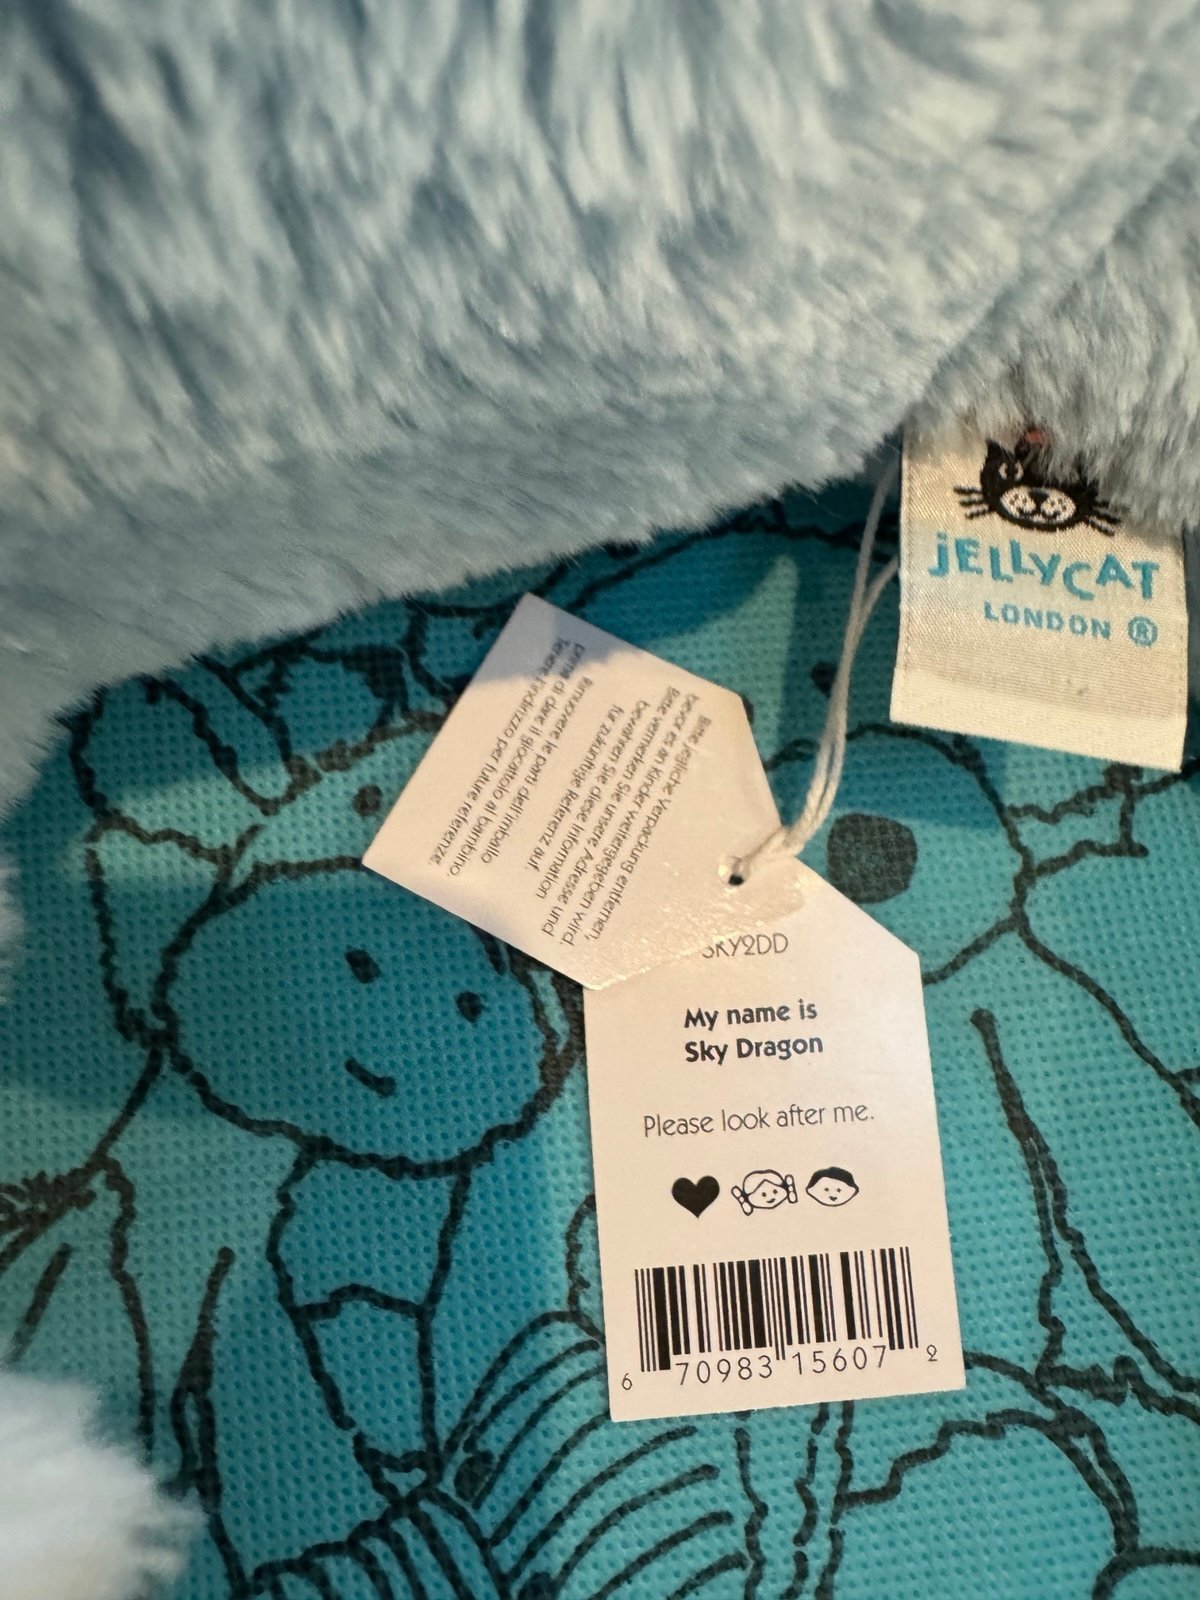 JELLYCAT
LONDON ®
Rimuovere le parti dell'imballo
prima di dare il giocattolo al bambino.
Tenere l'indirizzo per future referenze.
Bitte jegliche Verpackung entfernen,
bevor es an Kinder weitergegeben wird.
Bitte vermerken Sie unsere Adresse und
bewahren Sie diese Information
für zukünftige Referenz auf.
SKY2DD
My name is
Sky Dragon
Please look after me.
6 70983 15607 2